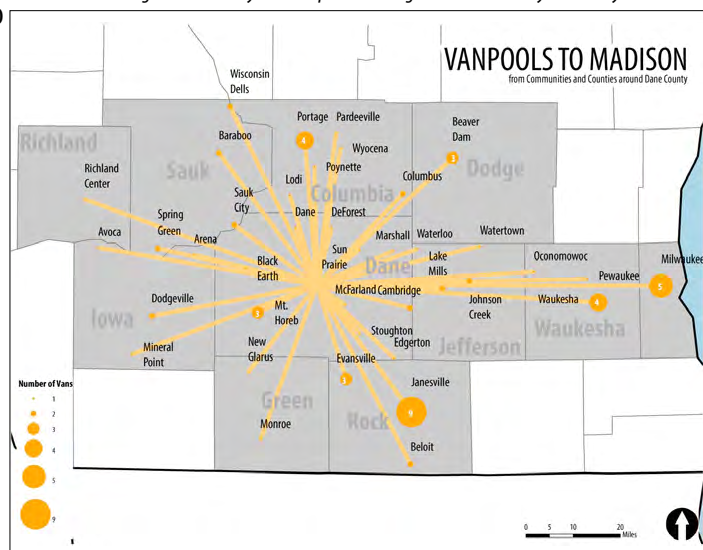 VANPOOLS TO MADISON
from Communities and Counties around Dane County
Wisconsin
Dells
Portage
Pardeeville
Beaver
Dam
4
Baraboo
Wyocena
Richland
Sauk
Poynette
3
Dodge
Richland
Center
Lodi
Columbus
Columbia
Sauk
City
Spring
Green
Dane
DeForest
Avoca
Arena
Marshall
Waterloo
Watertown
Sun
Prairie
Black
Earth
Dane
Lake
Mills
Oconomowoc
Milwaukee
Pewaukee
McFarland
Cambridge
5
Dodgeville
Mt.
Horeb
3
Johnson
Creek
Waukesha
4
Iowa
Stoughton
Waukesha
Mineral
Point
New
Glarus
Edgerton
Jefferson
Evansville
Number of Vans
3
Janesville
1
Green
2
Rock
9
3
Monroe
4
Beloit
5
9
0
5
10
20
Miles